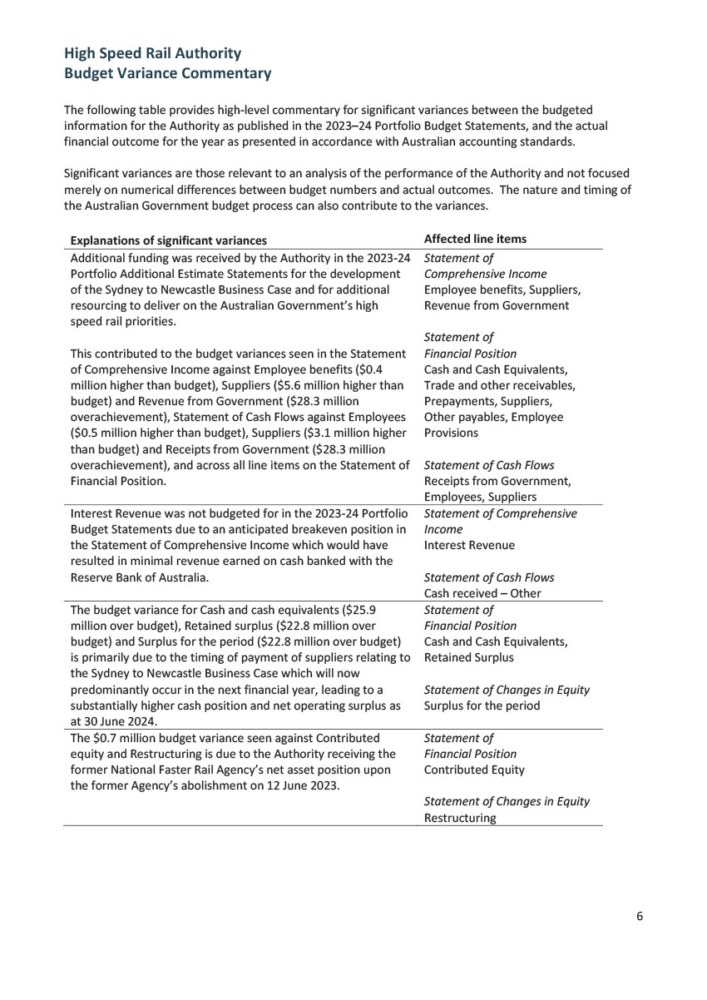 High Speed Rail Authority
Budget Variance Commentary
The following table provides high-level commentary for significant variances between the budgeted
information for the Authority as published in the 2023–24 Portfolio Budget Statements, and the actual
financial outcome for the year as presented in accordance with Australian accounting standards.
Significant variances are those relevant to an analysis of the performance of the Authority and not focused
merely on numerical differences between budget numbers and actual outcomes.  The nature and timing of
the Australian Government budget process can also contribute to the variances.
Explanations of significant variances
Affected line items
Additional funding was received by the Authority in the 2023-24
Portfolio Additional Estimate Statements for the development
of the Sydney to Newcastle Business Case and for additional
resourcing to deliver on the Australian Government's high
speed rail priorities.
This contributed to the budget variances seen in the Statement
of Comprehensive Income against Employee benefits ($0.4
million higher than budget), Suppliers ($5.6 million higher than
budget) and Revenue from Government ($28.3 million
overachievement), Statement of Cash Flows against Employees
($0.5 million higher than budget), Suppliers ($3.1 million higher
than budget) and Receipts from Government ($28.3 million
overachievement), and across all line items on the Statement of
Financial Position.
Statement of
Comprehensive Income
Employee benefits, Suppliers,
Revenue from Government
Statement of
Financial Position
Cash and Cash Equivalents,
Trade and other receivables,
Prepayments, Suppliers,
Other payables, Employee
Provisions
Statement of Cash Flows
Receipts from Government,
Employees, Suppliers
Interest Revenue was not budgeted for in the 2023-24 Portfolio
Budget Statements due to an anticipated breakeven position in
the Statement of Comprehensive Income which would have
resulted in minimal revenue earned on cash banked with the
Reserve Bank of Australia.
Statement of Comprehensive
Income
Interest Revenue
Statement of Cash Flows
Cash received – Other
The budget variance for Cash and cash equivalents ($25.9
million over budget), Retained surplus ($22.8 million over
budget) and Surplus for the period ($22.8 million over budget)
is primarily due to the timing of payment of suppliers relating to
the Sydney to Newcastle Business Case which will now
predominantly occur in the next financial year, leading to a
substantially higher cash position and net operating surplus as
at 30 June 2024.
Statement of
Financial Position
Cash and Cash Equivalents,
Retained Surplus
Statement of Changes in Equity
Surplus for the period
The $0.7 million budget variance seen against Contributed
equity and Restructuring is due to the Authority receiving the
former National Faster Rail Agency's net asset position upon
the former Agency's abolishment on 12 June 2023.
Statement of
Financial Position
Contributed Equity
Statement of Changes in Equity
Restructuring
6